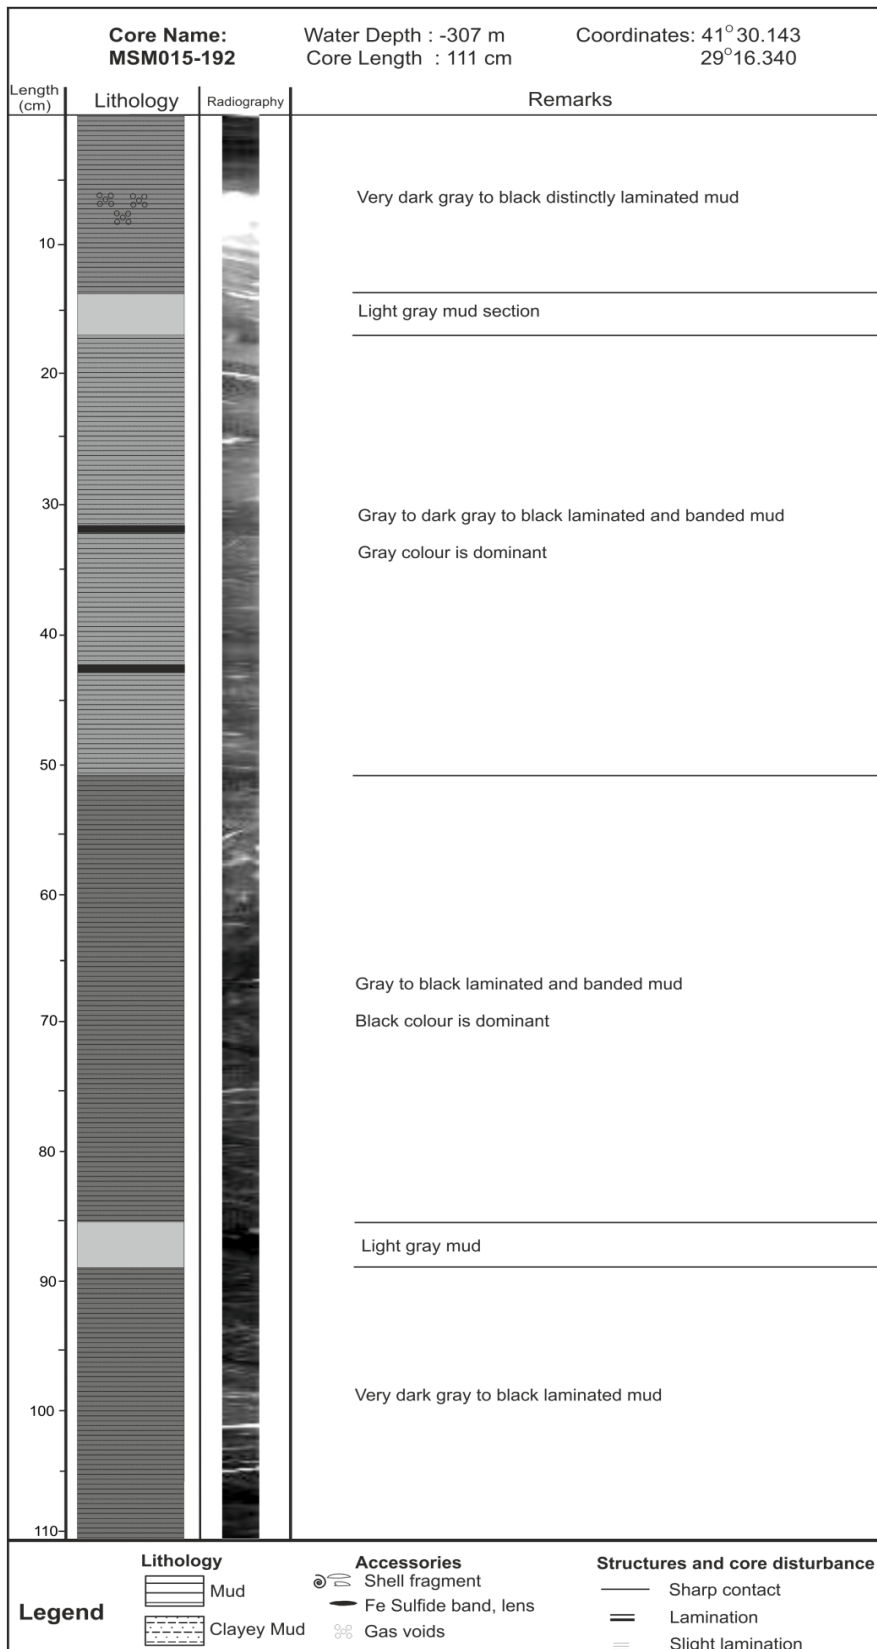 Core Name: Water Depth : -307 m Coordinates: 41° 30.143
MSM015-192 Core Length : 111 cm 29°16.340
Length
(cm) Lithology Radiography Remarks
Very dark gray to black distinctly laminated mud
10
Light gray mud section
20
30
Gray to dark gray to black laminated and banded mud
Gray colour is dominant
40
50
60
Gray to black laminated and banded mud
70
Black colour is dominant
80
Light gray mud
90
Very dark gray to black laminated mud
100
110
Legend
Lithology
Mud
Clayey Mud
Accessories
Shell fragment
Fe Sulfide band, lens
Gas voids
Structures and core disturbance
Sharp contact
Lamination
Slight lamination